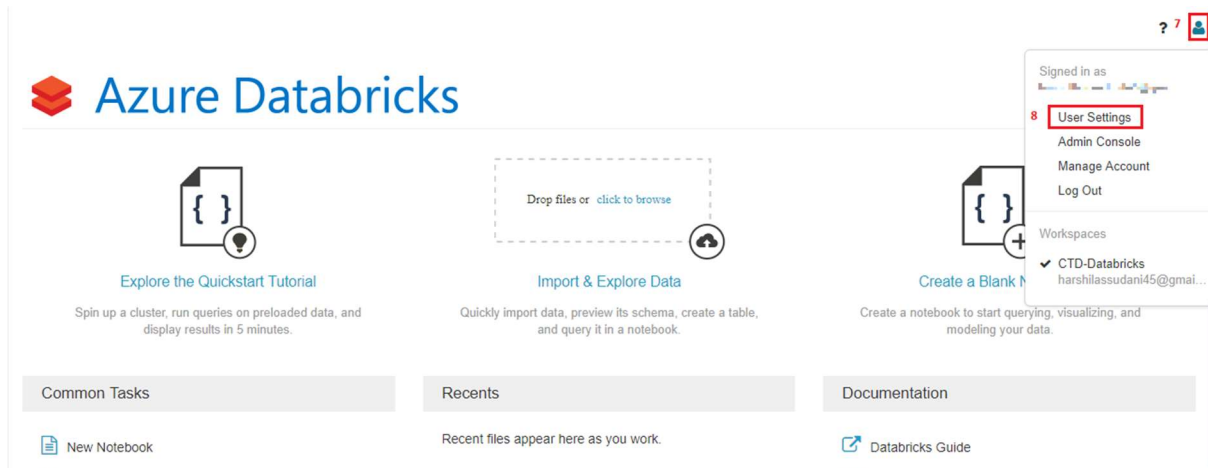 ? 7
Signed in as
Azure Databricks
8 User Settings
Admin Console
Manage Account
Log Out
Workspaces
✔ CTD-Databricks
harshilassudani45@gmai...
{ }
Drop files or click to browse
{ }
Explore the Quickstart Tutorial
Spin up a cluster, run queries on preloaded data, and
display results in 5 minutes.
Import & Explore Data
Quickly import data, preview its schema, create a table,
and query it in a notebook.
Create a Blank N
Create a notebook to start querying, visualizing, and
modeling your data.
Common Tasks
New Notebook
Recents
Recent files appear here as you work.
Documentation
Databricks Guide